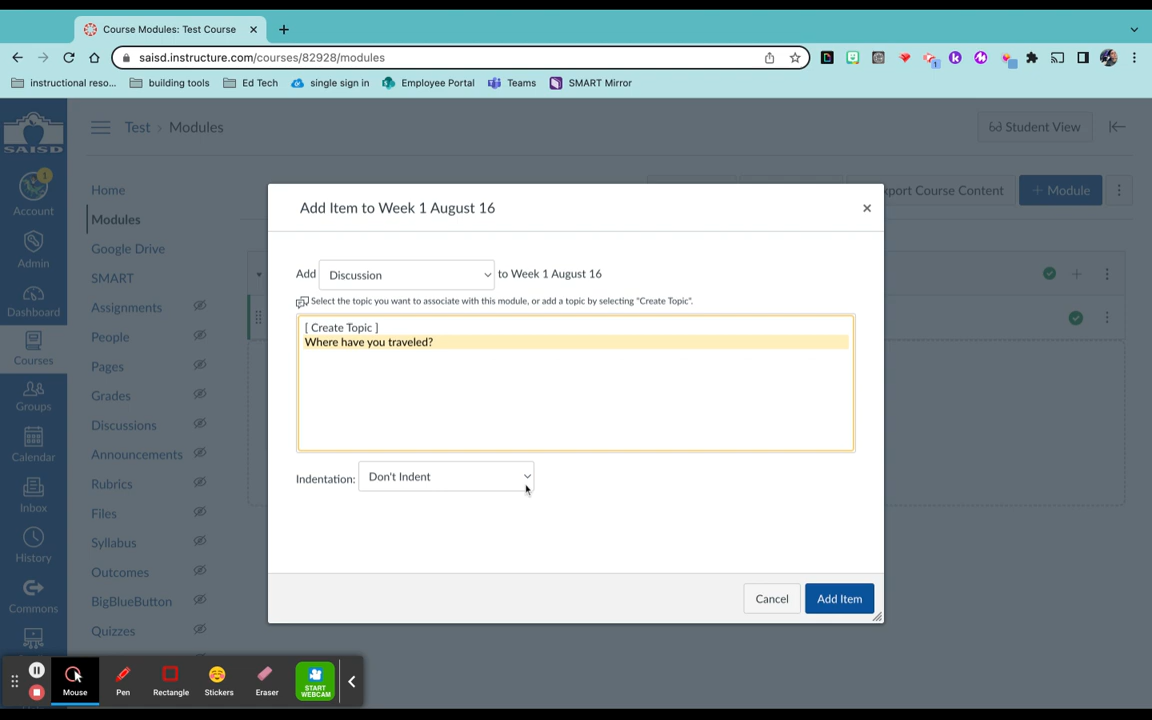 Course Modules: Test Course
saisd.instructure.com/courses/82928/modules
instructional reso...
building tools
Ed Tech
single sign in
Employee Portal
Teams
SMART Mirror
SAISD
Test > Modules
Student View
Account
Admin
Dashboard
Courses
Groups
Calendar
Inbox
History
Commons
Home
Modules
Google Drive
SMART
Assignments
People
Pages
Grades
Discussions
Announcements
Rubrics
Files
Syllabus
Outcomes
BigBlueButton
Quizzes
xport Course Content
+ Module
Add Item to Week 1 August 16
Add Discussion to Week 1 August 16
Select the topic you want to associate with this module, or add a topic by selecting "Create Topic".
[ Create Topic ]
Where have you traveled?
Indentation: Don't Indent
Cancel
Add Item
Mouse
Pen
Rectangle
Stickers
Eraser
START
WEBCAM